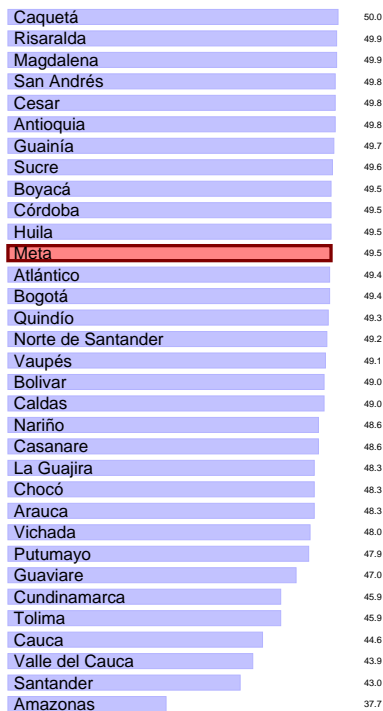 Caquetá 50.0
Risaralda 49.9
Magdalena 49.9
San Andrés 49.8
Cesar 49.8
Antioquia 49.8
Guainía 49.7
Sucre 49.6
Boyacá 49.5
Córdoba 49.5
Huila 49.5
Meta 49.5
Atlántico 49.4
Bogotá 49.4
Quindío 49.3
Norte de Santander 49.2
Vaupés 49.1
Bolivar 49.0
Caldas 49.0
Nariño 48.6
Casanare 48.6
La Guajira 48.3
Chocó 48.3
Arauca 48.3
Vichada 48.0
Putumayo 47.9
Guaviare 47.0
Cundinamarca 45.9
Tolima 45.9
Cauca 44.6
Valle del Cauca 43.9
Santander 43.0
Amazonas 37.7